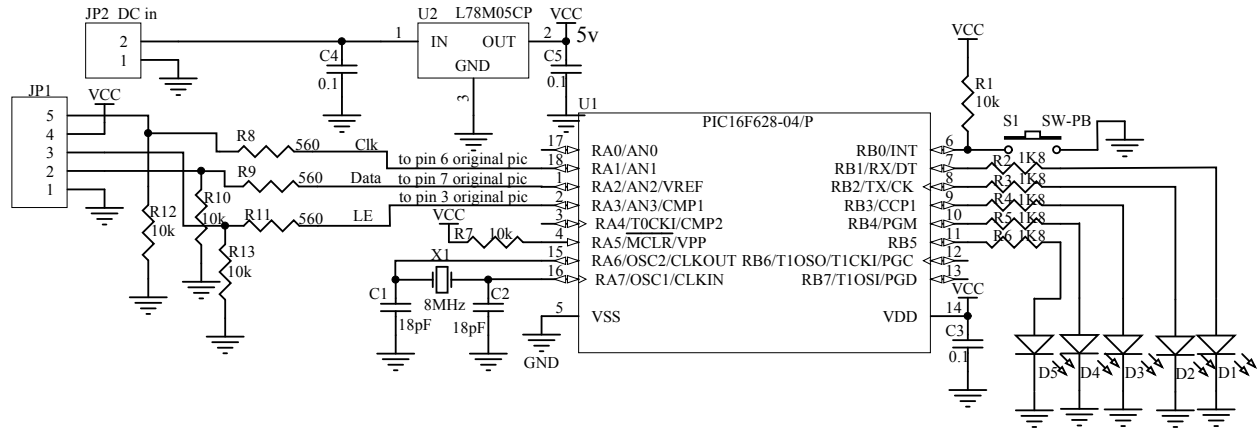 JP2 DC in
2
1
U2 L78M05CP
1 IN OUT 2
GND
3
VCC
5v
C4
0.1
C5
0.1
JP1
5
4
3
2
1
VCC
R8 560 Clk
R9 560 Data
R10
10k
R11 560 LE
R12
10k
R13
10k
to pin 6 original pic
to pin 7 original pic
to pin 3 original pic
VCC
R7 10k
X1
8MHz
C1
18pF
C2
18pF
GND
U1
PIC16F628-04/P
17 RA0/AN0
18 RA1/AN1
1 RA2/AN2/VREF
2 RA3/AN3/CMP1
3 RA4/T0CKI/CMP2
4 RA5/MCLR/VPP
15 RA6/OSC2/CLKOUT
16 RA7/OSC1/CLKIN
5 VSS
RB0/INT 6
RB1/RX/DT 7
RB2/TX/CK 8
RB3/CCP1 9
RB4/PGM 10
RB5 11
RB6/T1OSO/T1CKI/PGC 12
RB7/T1OSI/PGD 13
VDD 14
VCC
R1
10k
S1 SW-PB
R2 1K8
R3 1K8
R4 1K8
R5 1K8
R6 1K8
VCC
C3
0.1
D5 D4 D3 D2 D1